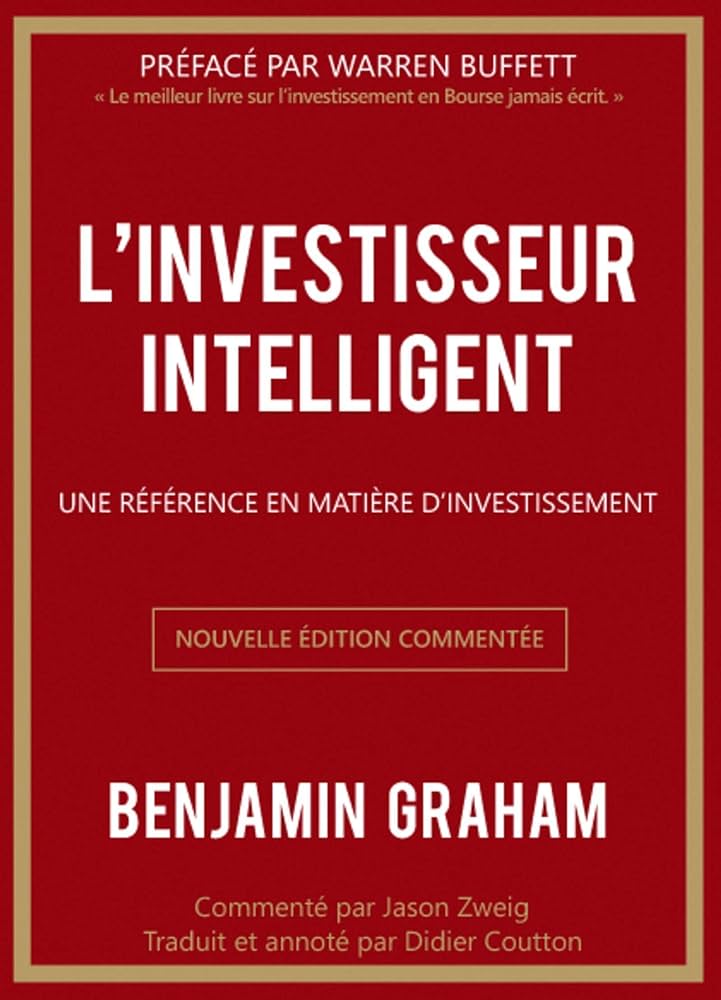 PRÉFACÉ PAR WARREN BUFFETT
« Le meilleur livre sur l’investissement en Bourse jamais écrit. »
L’INVESTISSEUR
INTELLIGENT
UNE RÉFÉRENCE EN MATIÈRE D’INVESTISSEMENT
NOUVELLE ÉDITION COMMENTÉE
BENJAMIN GRAHAM
Commenté par Jason Zweig
Traduit et annoté par Didier Coutton